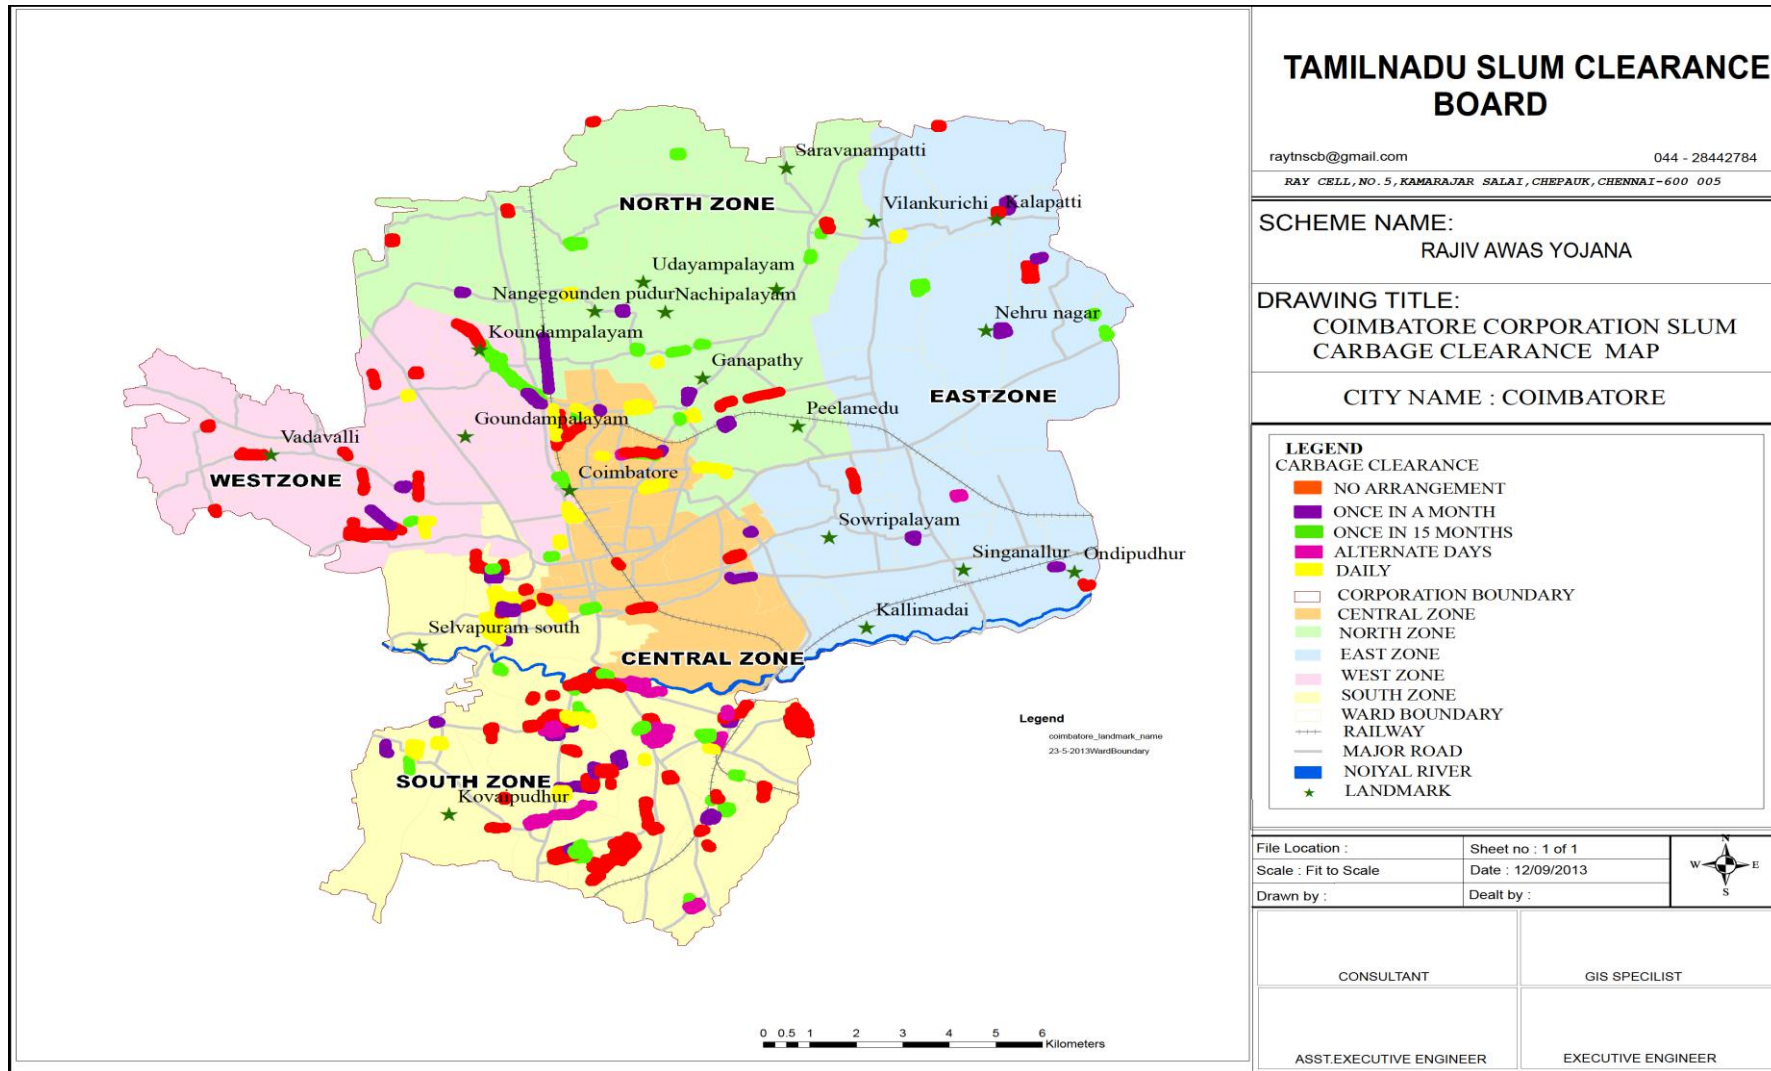 TAMILNADU SLUM CLEARANCE
BOARD
raytnscb@gmail.com 044 - 28442784
RAY CELL,NO.5,KAMARAJAR SALAI,CHEPAUK,CHENNAI-600 005
SCHEME NAME:
RAJIV AWAS YOJANA
DRAWING TITLE:
COIMBATORE CORPORATION SLUM
CARBAGE CLEARANCE MAP
CITY NAME : COIMBATORE
LEGEND
CARBAGE CLEARANCE
NO ARRANGEMENT
ONCE IN A MONTH
ONCE IN 15 MONTHS
ALTERNATE DAYS
DAILY
CORPORATION BOUNDARY
CENTRAL ZONE
NORTH ZONE
EAST ZONE
WEST ZONE
SOUTH ZONE
WARD BOUNDARY
RAILWAY
MAJOR ROAD
NOIYAL RIVER
LANDMARK
File Location :
Sheet no : 1 of 1
Scale : Fit to Scale
Date : 12/09/2013
Drawn by :
Dealt by :
N
W
E
S
CONSULTANT
GIS SPECILIST
ASST.EXECUTIVE ENGINEER
EXECUTIVE ENGINEER
Saravanampatti
NORTH ZONE
Vilankurichi
Kalapatti
Udayampalayam
Nangegounden pudur
Nachipalayam
Nehru nagar
Koundampalayam
Ganapathy
EASTZONE
Peelamedu
Goundampalayam
Vadavalli
WESTZONE
Coimbatore
Sowripalayam
Singanallur
Ondipudhur
Kallimadai
Selvapuram south
CENTRAL ZONE
SOUTH ZONE
Kovaipudhur
Legend
coimbatore_landmark_name
23-5-2013WardBoundary
0 0.5 1 2 3 4 5 6
Kilometers